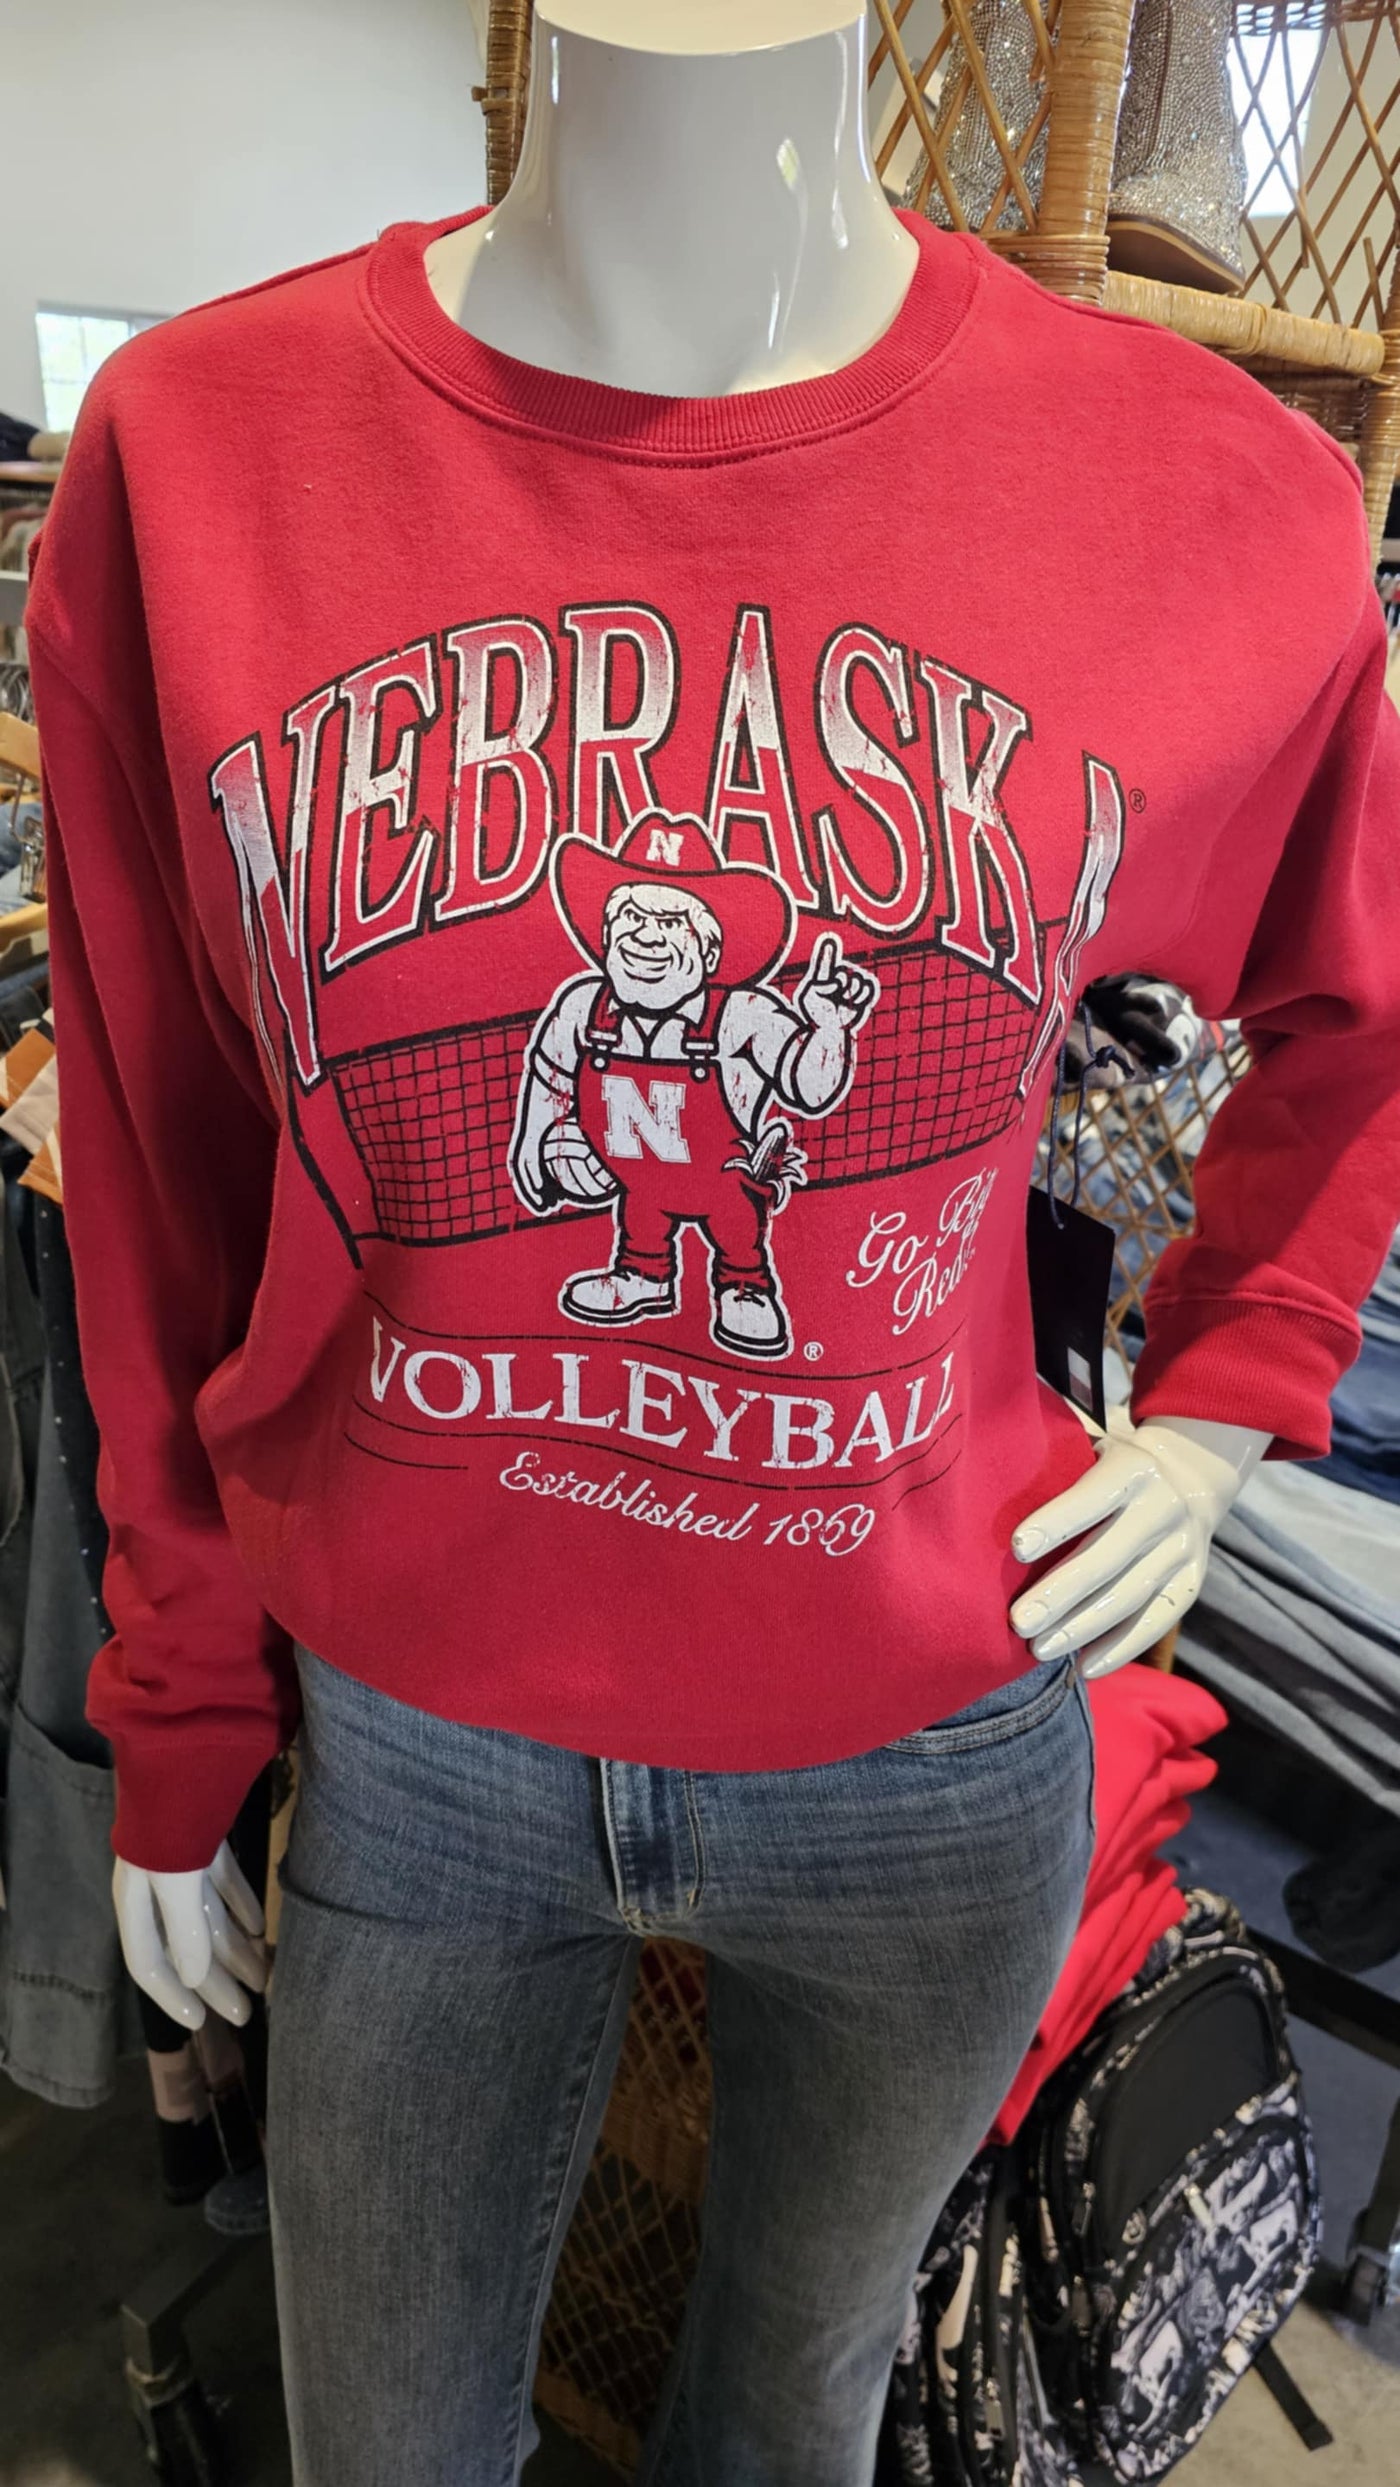 NEBRASKA®
N
N
Go Big
Red!
®
VOLLEYBALL
Established 1869